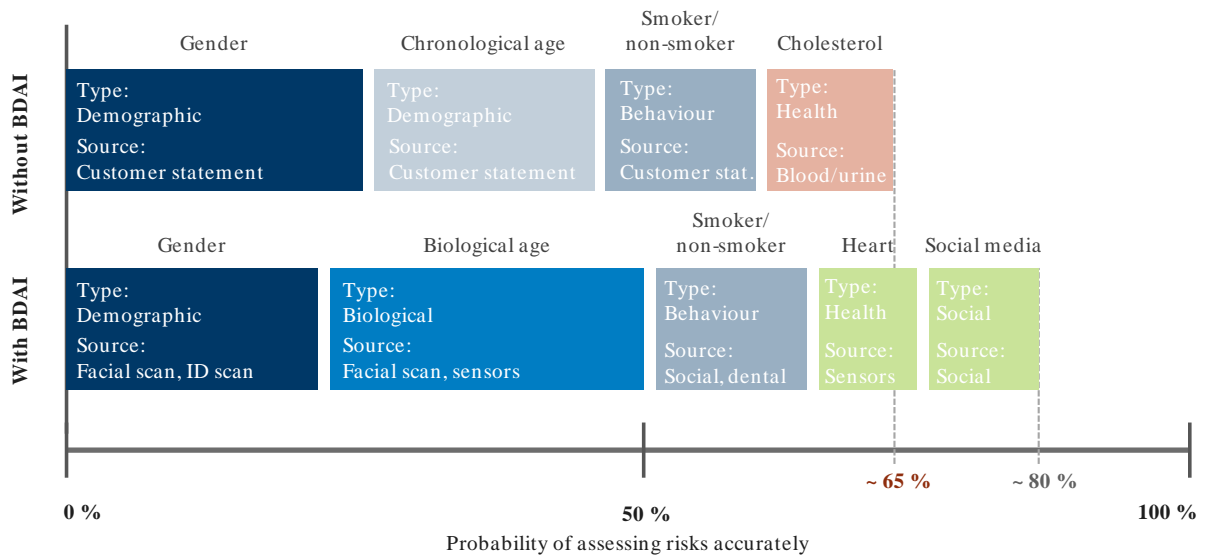 Without BDAI
Gender
Chronological age
Smoker/
non-smoker
Cholesterol
Type:
Demographic
Source:
Customer statement
Type:
Demographic
Source:
Customer statement
Type:
Behaviour
Source:
Customer stat.
Type:
Health
Source:
Blood/urine
With BDAI
Gender
Biological age
Smoker/
non-smoker
Heart
Social media
Type:
Demographic
Source:
Facial scan, ID scan
Type:
Biological
Source:
Facial scan, sensors
Type:
Behaviour
Source:
Social, dental
Type:
Health
Source:
Sensors
Type:
Social
Source:
Social
~ 65 %
~ 80 %
0 %
50 %
100 %
Probability of assessing risks accurately